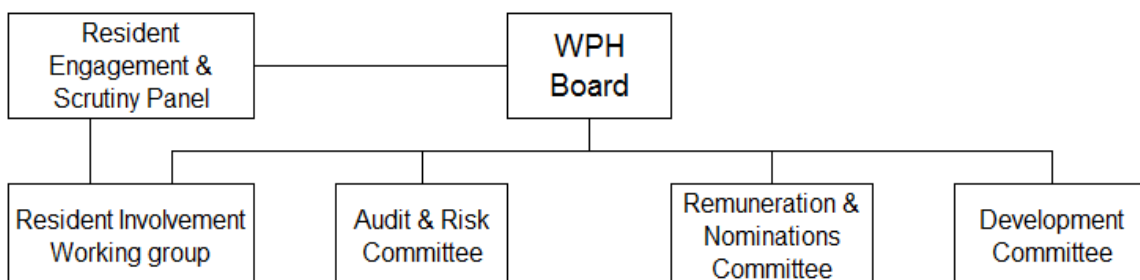 Resident
Engagement &
Scrutiny Panel
WPH
Board
Resident Involvement
Working group
Audit & Risk
Committee
Remuneration &
Nominations
Committee
Development
Committee